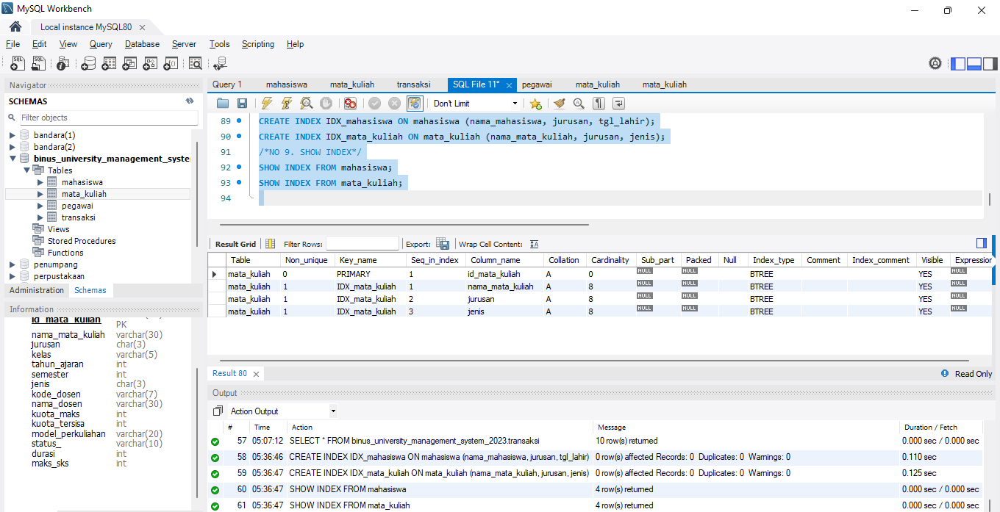 MySQL Workbench
Local instance MySQL80
File Edit View Query Database Server Tools Scripting Help
Navigator
SCHEMAS
Filter objects
bandara(1)
bandara(2)
binus_university_management_syste
Tables
mahasiswa
mata_kuliah
pegawai
transaksi
Views
Stored Procedures
Functions
penumpang
perpustakaan
Administration Schemas
Information
id_mata_kuliah
PK
nama_mata_kuliah varchar(30)
jurusan char(3)
kelas varchar(5)
tahun_ajaran int
semester int
jenis char(3)
kode_dosen varchar(7)
nama_dosen varchar(30)
kuota_maks int
kuota_tersisa int
model_perkuliahan varchar(20)
status_ varchar(10)
durasi int
maks_sks int
Query 1 mahasiswa mata_kuliah transaksi SQL File 11* pegawai mata_kuliah mata_kuliah
Don't Limit
89 CREATE INDEX IDX_mahasiswa ON mahasiswa (nama_mahasiswa, jurusan, tgl_lahir);
90 CREATE INDEX IDX_mata_kuliah ON mata_kuliah (nama_mata_kuliah, jurusan, jenis);
91 /*NO 9. SHOW INDEX*/
92 SHOW INDEX FROM mahasiswa;
93 SHOW INDEX FROM mata_kuliah;
94
Result Grid Filter Rows: Export: Wrap Cell Content:
Table Non_unique Key_name Seq_in_index Column_name Collation Cardinality Sub_part Packed Null Index_type Comment Index_comment Visible Expression
mata_kuliah 0 PRIMARY 1 id_mata_kuliah A 0 NULL NULL BTREE YES NULL
mata_kuliah 1 IDX_mata_kuliah 1 nama_mata_kuliah A 8 NULL NULL BTREE YES NULL
mata_kuliah 1 IDX_mata_kuliah 2 jurusan A 8 NULL NULL BTREE YES NULL
mata_kuliah 1 IDX_mata_kuliah 3 jenis A 8 NULL NULL BTREE YES NULL
Result 80
Read Only
Output
Action Output
# Time Action Message Duration / Fetch
57 05:07:12 SELECT * FROM binus_university_management_system_2023.transaksi 10 row(s) returned 0.000 sec / 0.000 sec
58 05:36:46 CREATE INDEX IDX_mahasiswa ON mahasiswa (nama_mahasiswa, jurusan, tgl_lahir) 0 row(s) affected Records: 0 Duplicates: 0 Warnings: 0 0.110 sec
59 05:36:47 CREATE INDEX IDX_mata_kuliah ON mata_kuliah (nama_mata_kuliah, jurusan, jenis) 0 row(s) affected Records: 0 Duplicates: 0 Warnings: 0 0.125 sec
60 05:36:47 SHOW INDEX FROM mahasiswa 4 row(s) returned 0.000 sec / 0.000 sec
61 05:36:47 SHOW INDEX FROM mata_kuliah 4 row(s) returned 0.000 sec / 0.000 sec